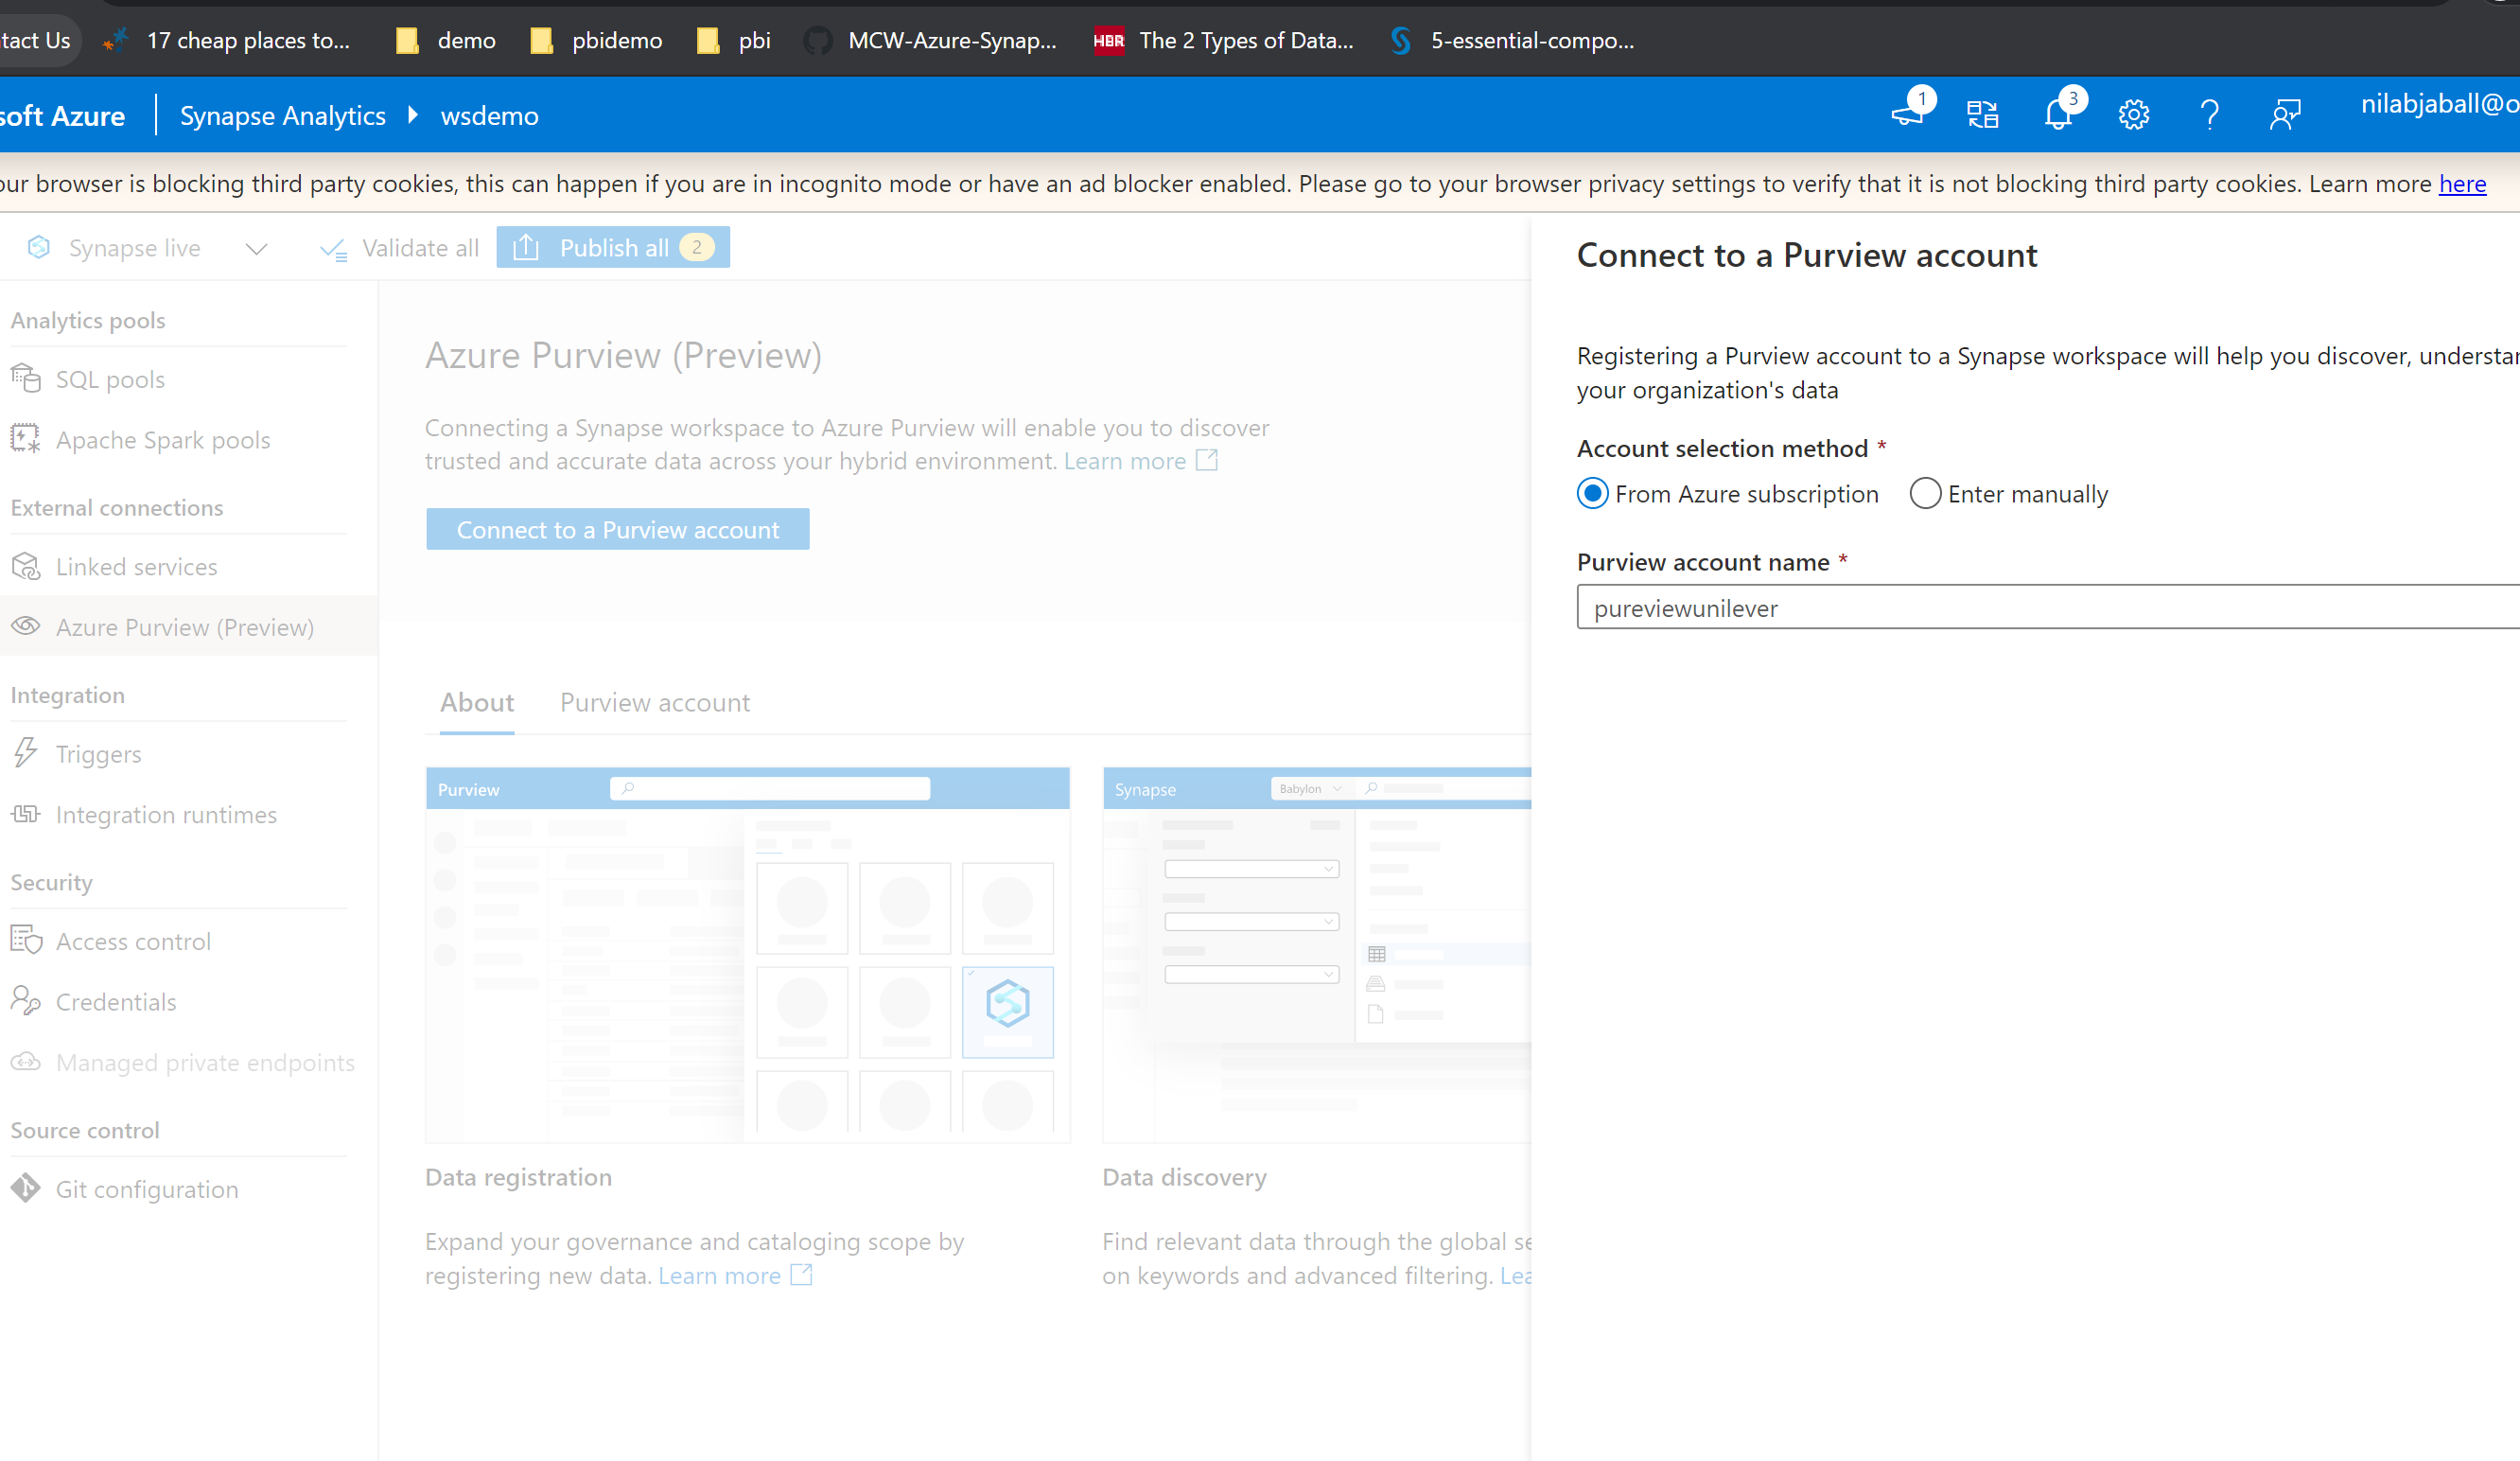 tact Us
17 cheap places to...
demo
pbidemo
pbi
MCW-Azure-Synap...
HBR
The 2 Types of Data...
5-essential-compo...
soft Azure
Synapse Analytics
wsdemo
1
3
nilabjaball@o
our browser is blocking third party cookies, this can happen if you are in incognito mode or have an ad blocker enabled. Please go to your browser privacy settings to verify that it is not blocking third party cookies. Learn more here
Synapse live
Validate all
Publish all 2
Analytics pools
SQL pools
Apache Spark pools
External connections
Linked services
Azure Purview (Preview)
Integration
Triggers
Integration runtimes
Security
Access control
Credentials
Managed private endpoints
Source control
Git configuration
Azure Purview (Preview)
Connecting a Synapse workspace to Azure Purview will enable you to discover
trusted and accurate data across your hybrid environment. Learn more
Connect to a Purview account
About
Purview account
Purview
Synapse
Babylon
Data registration
Expand your governance and cataloging scope by
registering new data. Learn more
Data discovery
Find relevant data through the global se
on keywords and advanced filtering. Lea
Connect to a Purview account
Registering a Purview account to a Synapse workspace will help you discover, understan
your organization's data
Account selection method *
From Azure subscription
Enter manually
Purview account name *
pureviewunilever